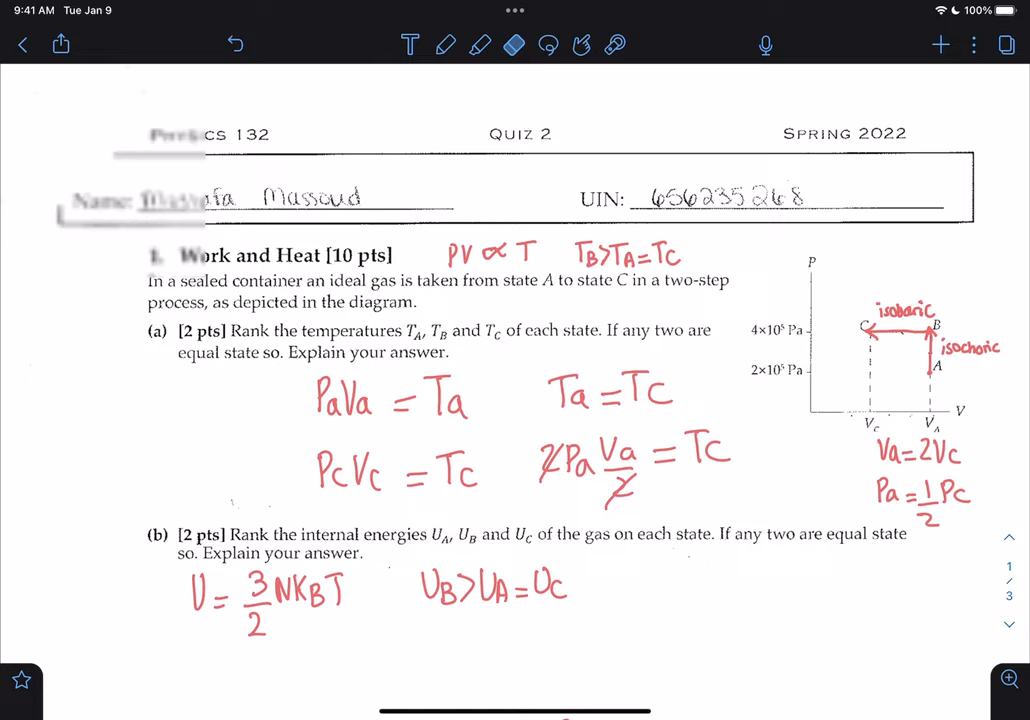 9:41 AM Tue Jan 9
100%
CS 132 QUIZ 2 SPRING 2022
Name: Massoud UIN: 656235268
1. Work and Heat [10 pts] PV ∝ T TB>TA=TC
In a sealed container an ideal gas is taken from state A to state C in a two-step
process, as depicted in the diagram.
(a) [2 pts] Rank the temperatures TA, TB and TC of each state. If any two are
equal state so. Explain your answer.
P
isobaric
4×10⁵ Pa C B
isochoric
2×10⁵ Pa A
V
VC VA
PaVa = Ta Ta = TC
PcVc = Tc 2Pa Va/2 = TC
Va=2Vc
Pa=1/2 Pc
(b) [2 pts] Rank the internal energies UA, UB and UC of the gas on each state. If any two are equal state
so. Explain your answer.
U = 3/2 NKBT UB>UA=UC
1
/
3